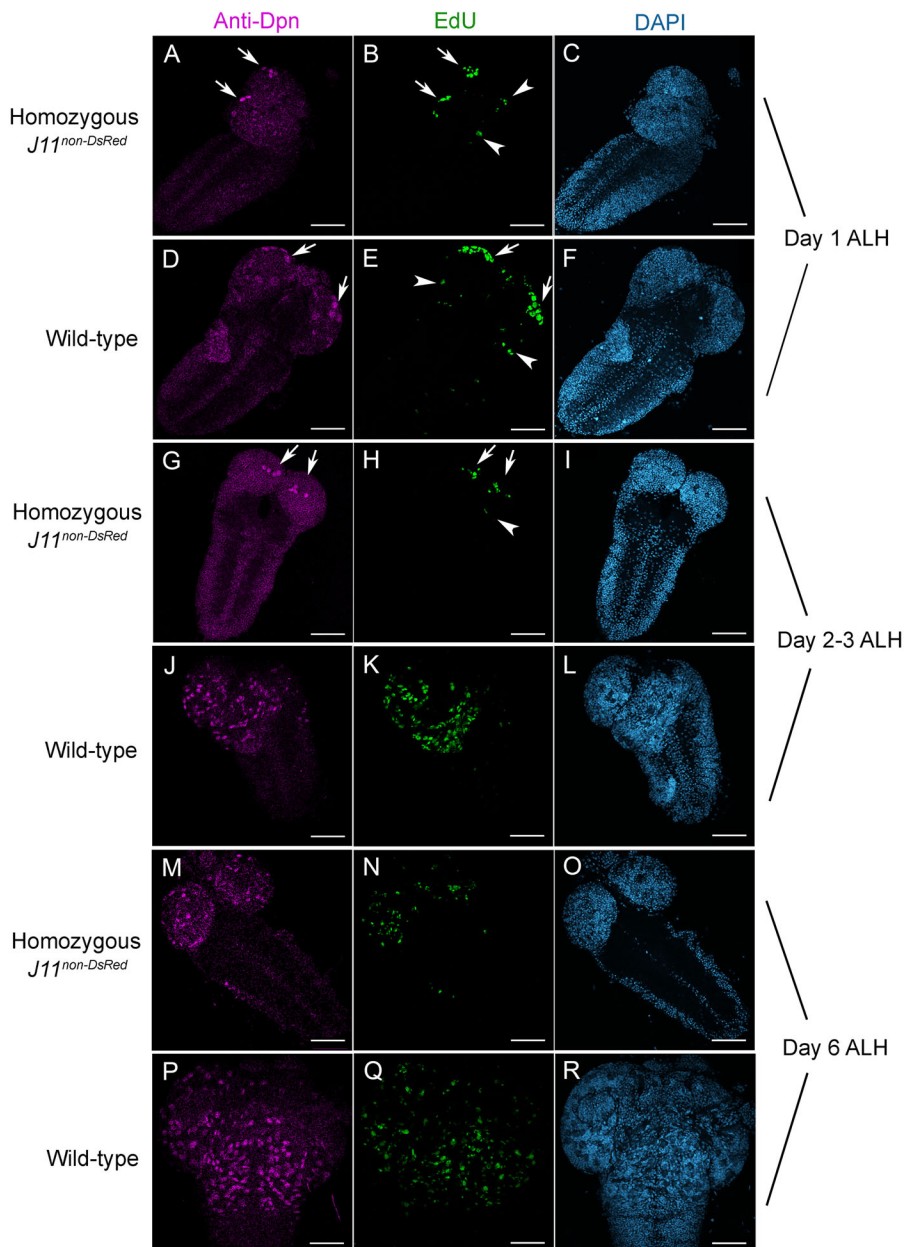 Anti-Dpn EdU DAPI
A B C
Homozygous
J11non-DsRed
D E F
Wild-type
Day 1 ALH
G H I
Homozygous
J11non-DsRed
J K L
Wild-type
Day 2-3 ALH
M N O
Homozygous
J11non-DsRed
P Q R
Wild-type
Day 6 ALH